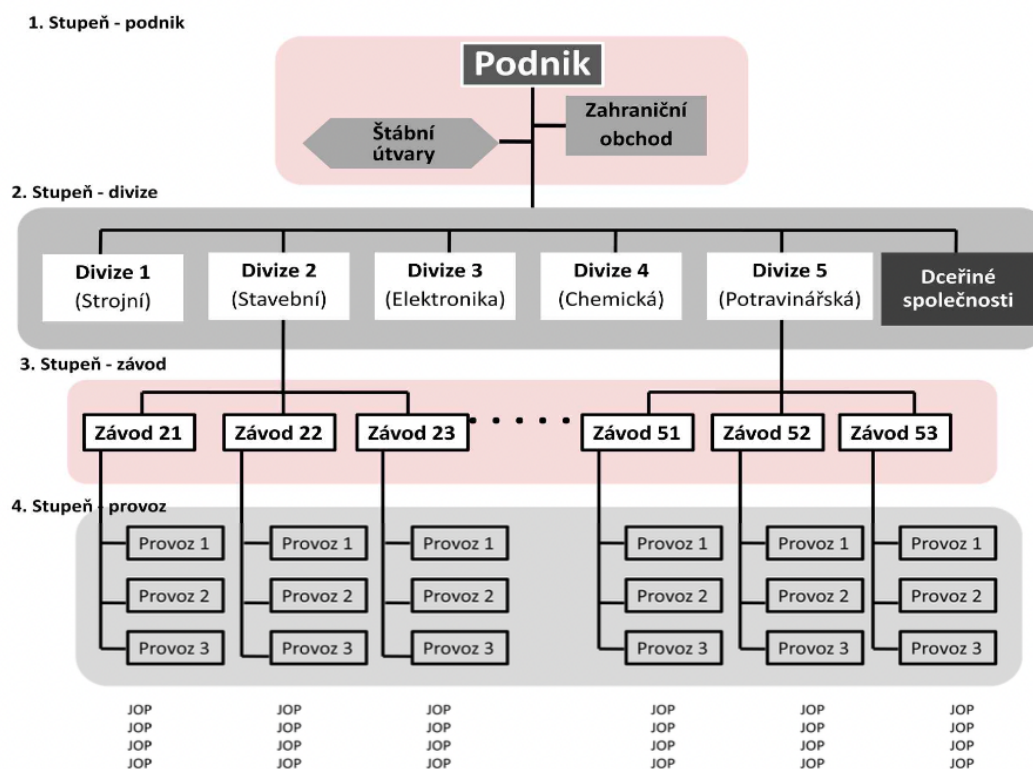 1. Stupeň - podnik
Podnik
Zahraniční
obchod
Štábní
útvary
2. Stupeň - divize
Divize 1
(Strojní)
Divize 2
(Stavební)
Divize 3
(Elektronika)
Divize 4
(Chemická)
Divize 5
(Potravinářská)
Dceřiné
společnosti
3. Stupeň - závod
Závod 21
Závod 22
Závod 23
Závod 51
Závod 52
Závod 53
4. Stupeň - provoz
Provoz 1
Provoz 1
Provoz 1
Provoz 1
Provoz 1
Provoz 1
Provoz 2
Provoz 2
Provoz 2
Provoz 2
Provoz 2
Provoz 2
Provoz 3
Provoz 3
Provoz 3
Provoz 3
Provoz 3
Provoz 3
JOP JOP JOP JOP JOP JOP
JOP JOP JOP JOP JOP JOP
JOP JOP JOP JOP JOP JOP
JOP JOP JOP JOP JOP JOP